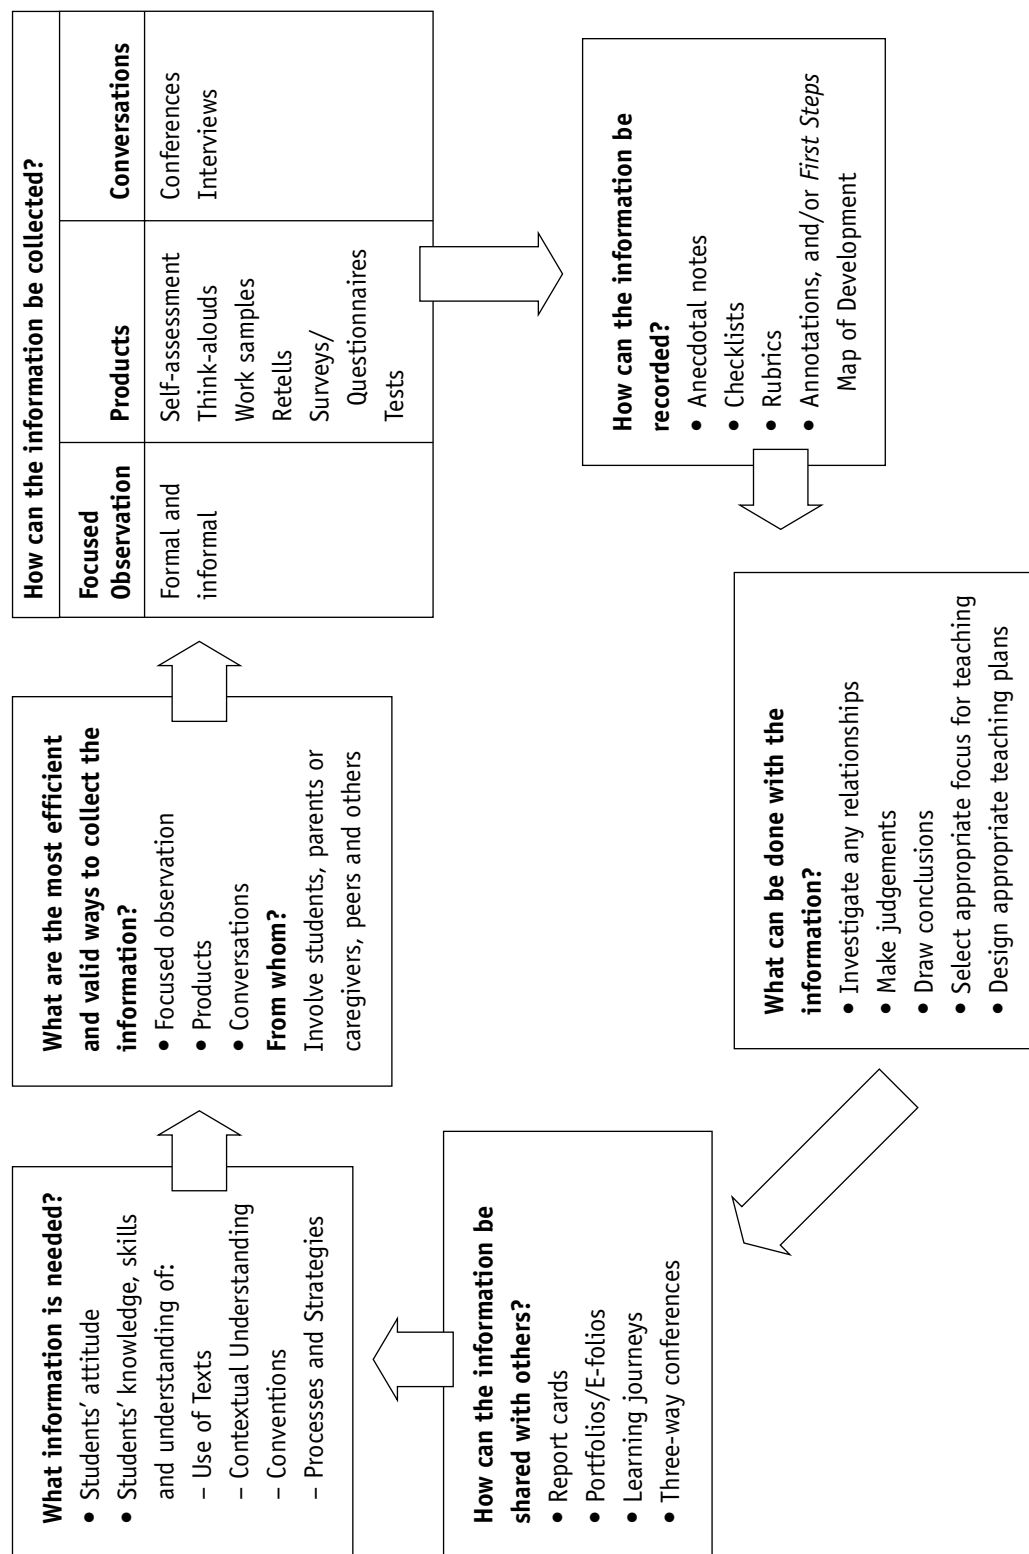 What information is needed?
• Students' attitude
• Students' knowledge, skills
and understanding of:
– Use of Texts
– Contextual Understanding
– Conventions
– Processes and Strategies
What are the most efficient
and valid ways to collect the
information?
• Focused observation
• Products
• Conversations
From whom?
Involve students, parents or
caregivers, peers and others
How can the information be collected?
Focused
Observation
Products
Conversations
Formal and
informal
Self-assessment
Think-alouds
Work samples
Retells
Surveys/
Questionnaires
Tests
Conferences
Interviews
How can the information be
recorded?
• Anecdotal notes
• Checklists
• Rubrics
• Annotations, and/or First Steps
Map of Development
What can be done with the
information?
• Investigate any relationships
• Make judgements
• Draw conclusions
• Select appropriate focus for teaching
• Design appropriate teaching plans
How can the information be
shared with others?
• Report cards
• Portfolios/E-folios
• Learning journeys
• Three-way conferences